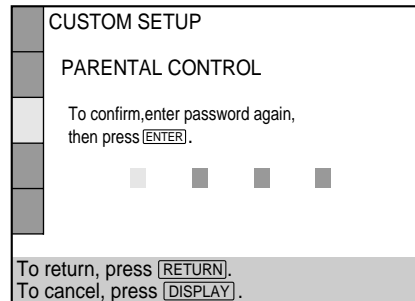 CUSTOM SETUP
PARENTAL CONTROL
To confirm,enter password again,
then press ENTER.
To return, press RETURN.
To cancel, press DISPLAY.